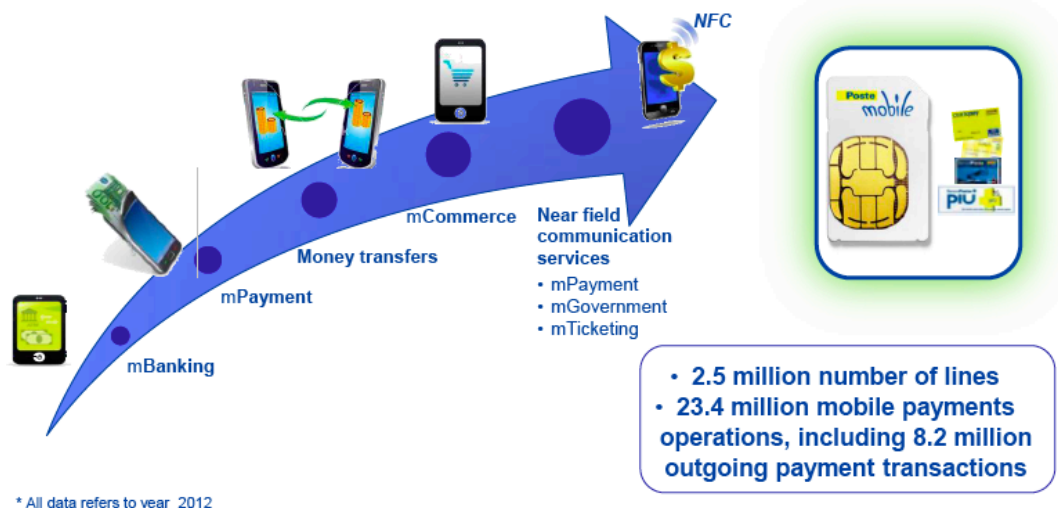 NFC
Poste
mobile
piÙ
mCommerce
Near field
communication
services
• mPayment
• mGovernment
• mTicketing
Money transfers
mPayment
mBanking
• 2.5 million number of lines
• 23.4 million mobile payments
operations, including 8.2 million
outgoing payment transactions
* All data refers to year 2012